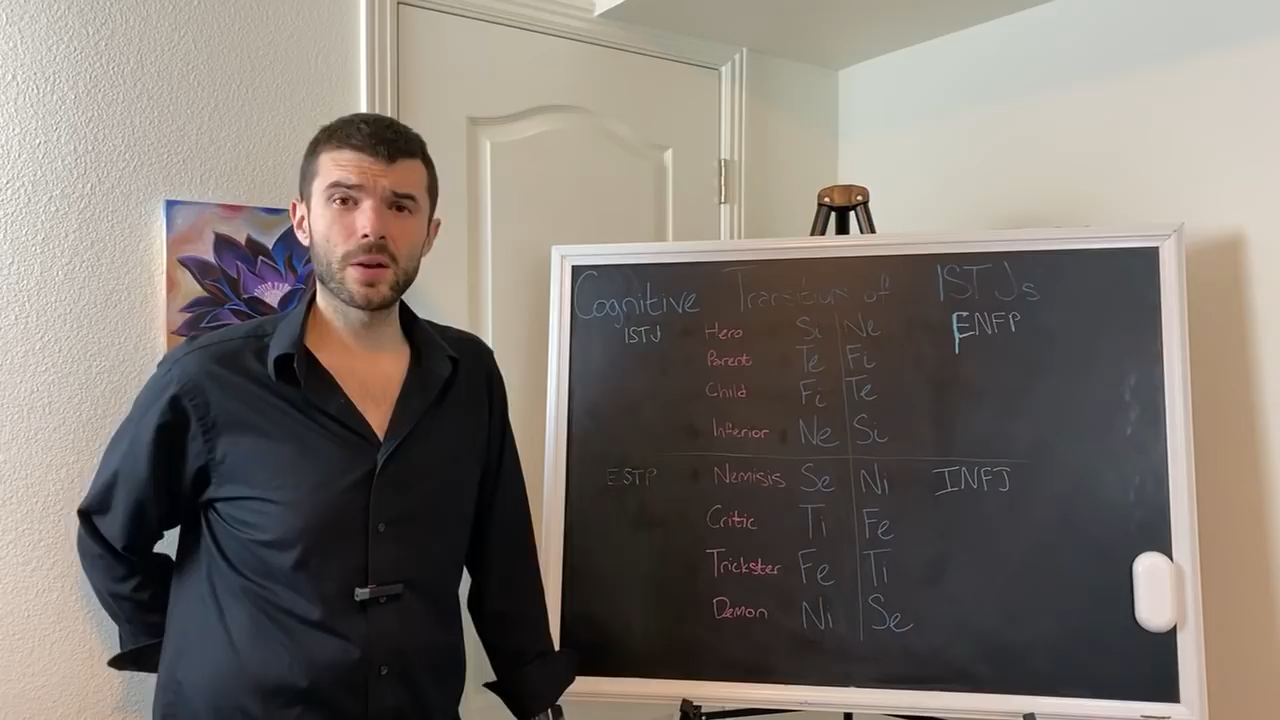 Cognitive Transition of ISTJs
ISTJ Hero Si Ne ENFP
Parent Te Fi
Child Fi Te
Inferior Ne Si
ESTP Nemisis Se Ni INFJ
Critic Ti Fe
Trickster Fe Ti
Demon Ni Se